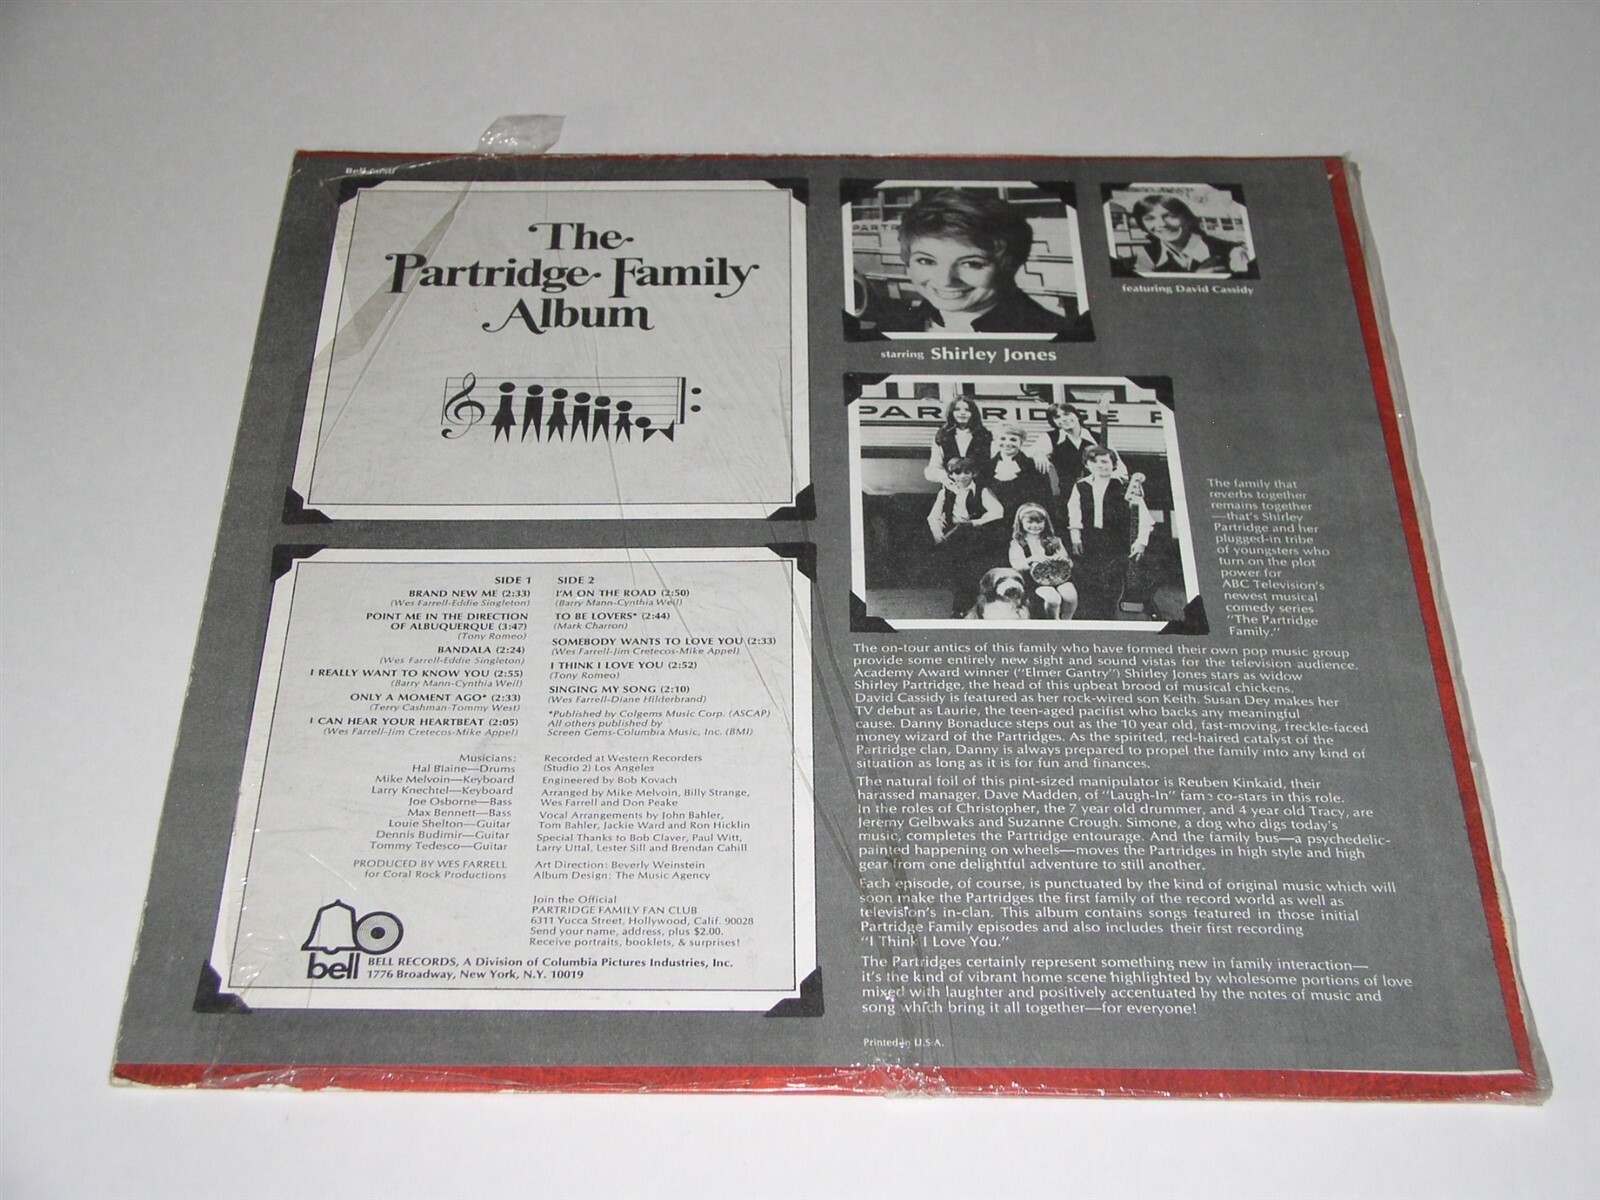 The
Partridge Family
Album
SIDE 1
BRAND NEW ME (2:33)
(Wes Farrell-Eddie Singleton)
POINT ME IN THE DIRECTION
OF ALBUQUERQUE (3:47)
(Tony Romeo)
BANDALA (2:24)
(Wes Farrell-Eddie Singleton)
I REALLY WANT TO KNOW YOU (2:55)
(Barry Mann-Cynthia Weil)
ONLY A MOMENT AGO* (2:33)
(Terry Cashman-Tommy West)
I CAN HEAR YOUR HEARTBEAT (2:05)
(Wes Farrell-Jim Cretecos-Mike Appel)
SIDE 2
I'M ON THE ROAD (2:50)
(Barry Mann-Cynthia Weil)
TO BE LOVERS* (2:44)
(Mark Charron)
SOMEBODY WANTS TO LOVE YOU (2:33)
(Wes Farrell-Jim Cretecos-Mike Appel)
I THINK I LOVE YOU (2:52)
(Tony Romeo)
SINGING MY SONG (2:10)
(Wes Farrell-Diane Hilderbrand)
*Published by Colgems Music Corp. (ASCAP)
All others published by
Screen Gems-Columbia Music, Inc. (BMI)
Musicians:
Hal Blaine—Drums
Mike Melvoin—Keyboard
Larry Knechtel—Keyboard
Joe Osborne—Bass
Max Bennett—Bass
Louie Shelton—Guitar
Dennis Budimir—Guitar
Tommy Tedesco—Guitar
PRODUCED BY WES FARRELL
for Coral Rock Productions
Recorded at Western Recorders
(Studio 2) Los Angeles
Engineered by Bob Kovach
Arranged by Mike Melvoin, Billy Strange,
Wes Farrell and Don Peake
Vocal Arrangements by John Bahler,
Tom Bahler, Jackie Ward and Ron Hicklin
Special Thanks to Bob Claver, Paul Witt,
Larry Uttal, Lester Sill and Brendan Cahill
Art Direction: Beverly Weinstein
Album Design: The Music Agency
Join the Official
PARTRIDGE FAMILY FAN CLUB
6311 Yucca Street, Hollywood, Calif. 90028
Send your name, address, plus $2.00.
Receive portraits, booklets, & surprises!
bell
BELL RECORDS, A Division of Columbia Pictures Industries, Inc.
1776 Broadway, New York, N.Y. 10019
PARTR
starring Shirley Jones
featuring David Cassidy
PARTRIDGE F
The family that
reverbs together
remains together
—that's Shirley
Partridge and her
plugged-in tribe
of youngsters who
turn on the plot
power for
ABC Television's
newest musical
comedy series
"The Partridge
Family."
The on-tour antics of this family who have formed their own pop music group
provide some entirely new sight and sound vistas for the television audience.
Academy Award winner ("Elmer Gantry") Shirley Jones stars as widow
Shirley Partridge, the head of this upbeat brood of musical chickens.
David Cassidy is featured as her rock-wired son Keith. Susan Dey makes her
TV debut as Laurie, the teen-aged pacifist who backs any meaningful
cause. Danny Bonaduce steps out as the 10 year old, fast-moving, freckle-faced
money wizard of the Partridges. As the spirited, red-haired catalyst of the
Partridge clan, Danny is always prepared to propel the family into any kind of
situation as long as it is for fun and finances.
The natural foil of this pint-sized manipulator is Reuben Kinkaid, their
harassed manager. Dave Madden, of "Laugh-In" fame co-stars in this role.
In the roles of Christopher, the 7 year old drummer, and 4 year old Tracy, are
Jeremy Gelbwaks and Suzanne Crough. Simone, a dog who digs today's
music, completes the Partridge entourage. And the family bus—a psychedelic-
painted happening on wheels—moves the Partridges in high style and high
gear from one delightful adventure to still another.
Each episode, of course, is punctuated by the kind of original music which will
soon make the Partridges the first family of the record world as well as
television's in-clan. This album contains songs featured in those initial
Partridge Family episodes and also includes their first recording
"I Think I Love You."
The Partridges certainly represent something new in family interaction—
it's the kind of vibrant home scene highlighted by wholesome portions of love
mixed with laughter and positively accentuated by the notes of music and
song which bring it all together—for everyone!
Printed in U.S.A.